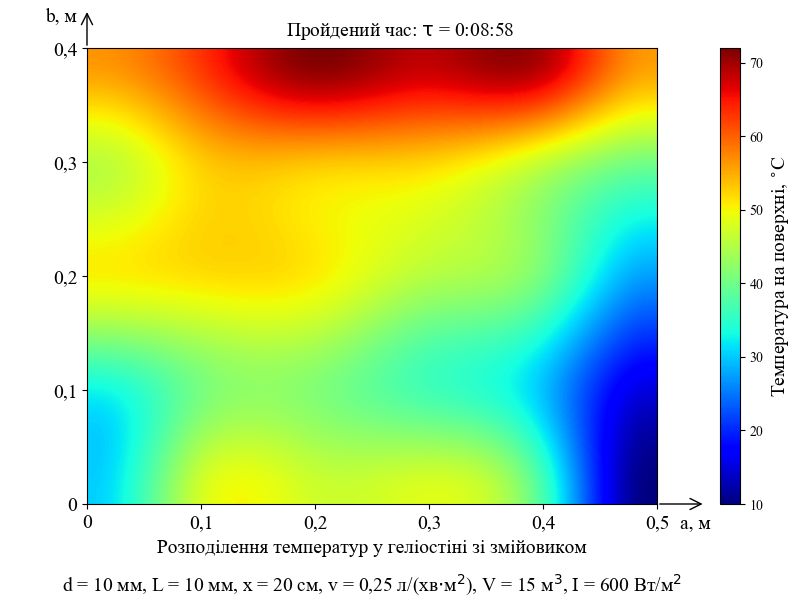 b, м
Пройдений час: τ = 0:08:58
0,4
0,3
0,2
0,1
0
0 0,1 0,2 0,3 0,4 0,5 а, м
70
60
50
40
30
20
10
Температура на поверхні, °C
Розподілення температур у геліостіні зі змійовиком
d = 10 мм, L = 10 мм, x = 20 см, v = 0,25 л/(хв·м²), V = 15 м³, I = 600 Вт/м²